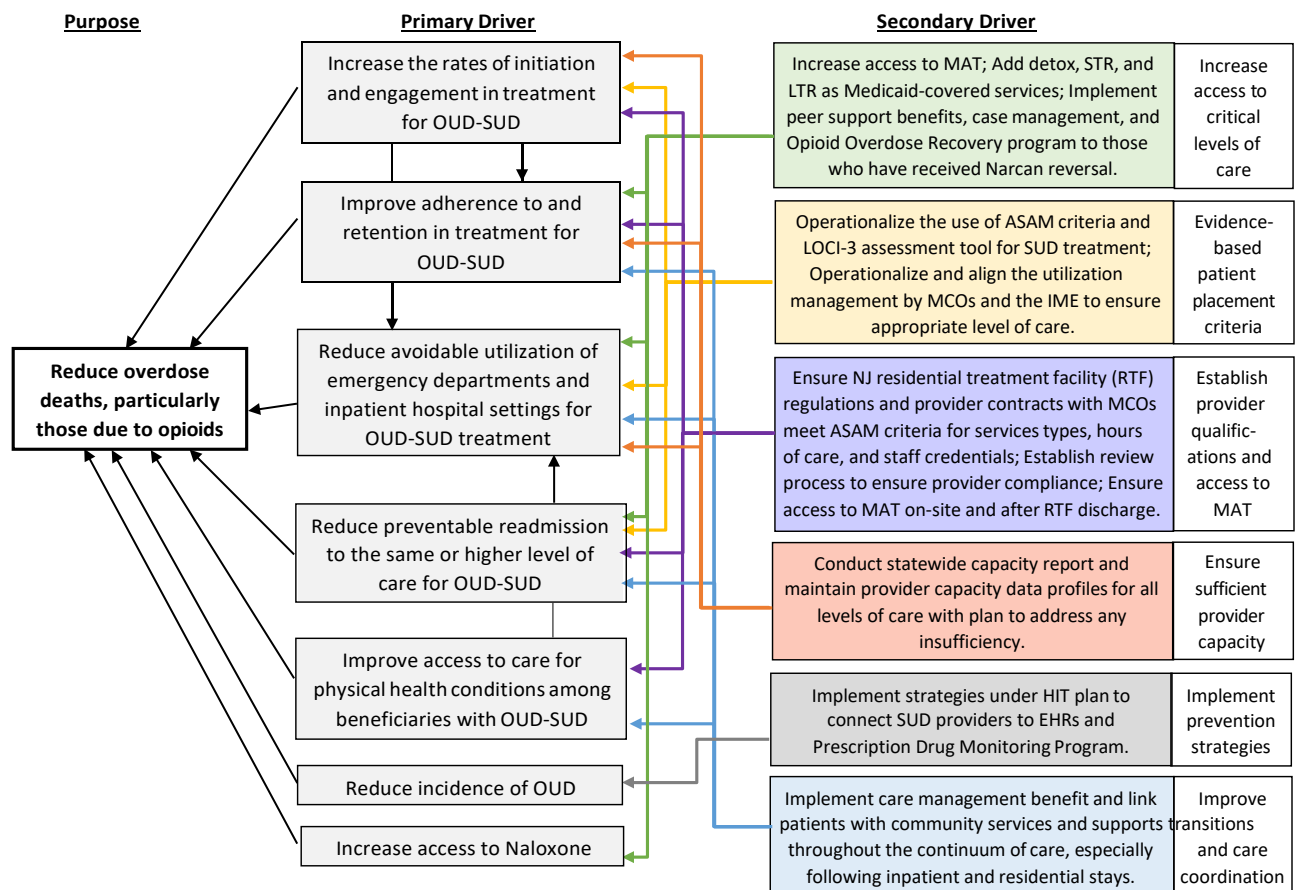 Purpose
Primary Driver
Secondary Driver
Increase the rates of initiation
and engagement in treatment
for OUD-SUD
Improve adherence to and
retention in treatment for
OUD-SUD
Reduce avoidable utilization of
emergency departments and
inpatient hospital settings for
OUD-SUD treatment
Reduce overdose
deaths, particularly
those due to opioids
Reduce preventable readmission
to the same or higher level of
care for OUD-SUD
Improve access to care for
physical health conditions among
beneficiaries with OUD-SUD
Reduce incidence of OUD
Increase access to Naloxone
Increase access to MAT; Add detox, STR, and
LTR as Medicaid-covered services; Implement
peer support benefits, case management, and
Opioid Overdose Recovery program to those
who have received Narcan reversal.
Increase
access to
critical
levels of
care
Operationalize the use of ASAM criteria and
LOCI-3 assessment tool for SUD treatment;
Operationalize and align the utilization
management by MCOs and the IME to ensure
appropriate level of care.
Evidence-
based
patient
placement
criteria
Ensure NJ residential treatment facility (RTF)
regulations and provider contracts with MCOs
meet ASAM criteria for services types, hours
of care, and staff credentials; Establish review
process to ensure provider compliance; Ensure
access to MAT on-site and after RTF discharge.
Establish
provider
qualific-
ations and
access to
MAT
Conduct statewide capacity report and
maintain provider capacity data profiles for all
levels of care with plan to address any
insufficiency.
Ensure
sufficient
provider
capacity
Implement strategies under HIT plan to
connect SUD providers to EHRs and
Prescription Drug Monitoring Program.
Implement
prevention
strategies
Implement care management benefit and link
patients with community services and supports
throughout the continuum of care, especially
following inpatient and residential stays.
Improve
transitions
and care
coordination